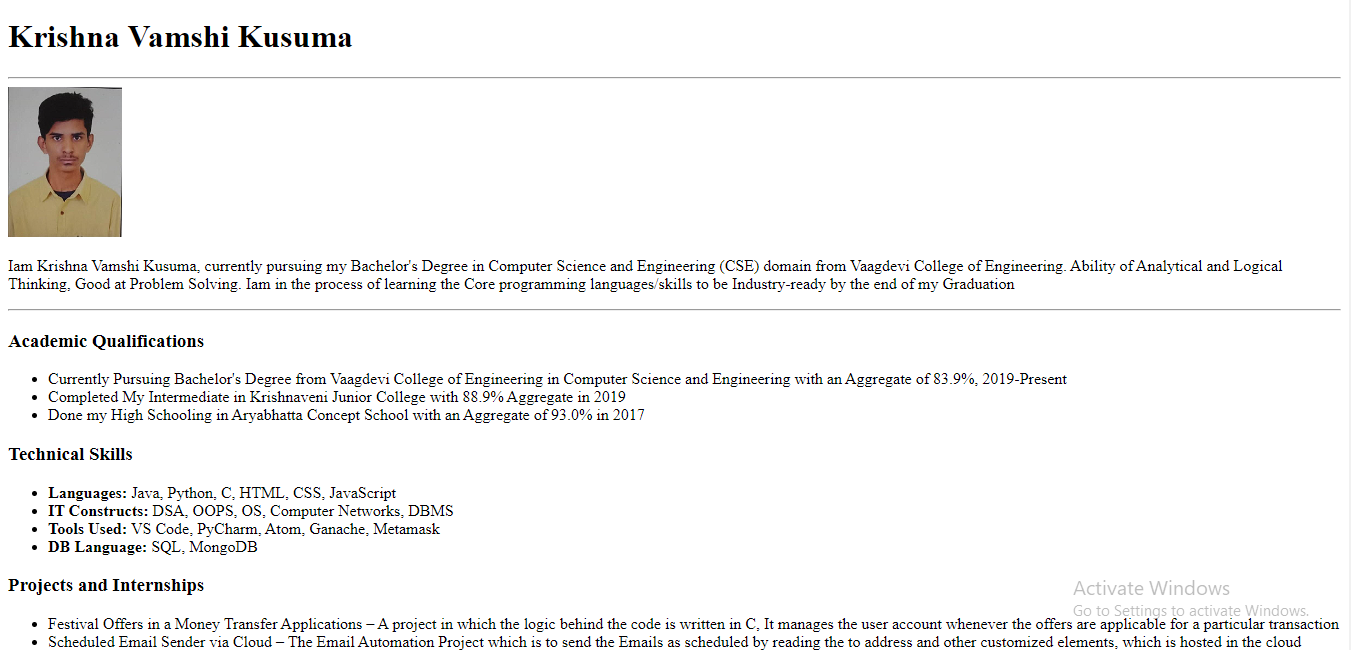 Krishna Vamshi Kusuma
Iam Krishna Vamshi Kusuma, currently pursuing my Bachelor's Degree in Computer Science and Engineering (CSE) domain from Vaagdevi College of Engineering. Ability of Analytical and Logical
Thinking, Good at Problem Solving. Iam in the process of learning the Core programming languages/skills to be Industry-ready by the end of my Graduation
Academic Qualifications
• Currently Pursuing Bachelor's Degree from Vaagdevi College of Engineering in Computer Science and Engineering with an Aggregate of 83.9%, 2019-Present
• Completed My Intermediate in Krishnaveni Junior College with 88.9% Aggregate in 2019
• Done my High Schooling in Aryabhatta Concept School with an Aggregate of 93.0% in 2017
Technical Skills
• Languages: Java, Python, C, HTML, CSS, JavaScript
• IT Constructs: DSA, OOPS, OS, Computer Networks, DBMS
• Tools Used: VS Code, PyCharm, Atom, Ganache, Metamask
• DB Language: SQL, MongoDB
Projects and Internships
• Festival Offers in a Money Transfer Applications – A project in which the logic behind the code is written in C, It manages the user account whenever the offers are applicable for a particular transaction
• Scheduled Email Sender via Cloud – The Email Automation Project which is to send the Emails as scheduled by reading the to address and other customized elements, which is hosted in the cloud
Activate Windows
Go to Settings to activate Windows.